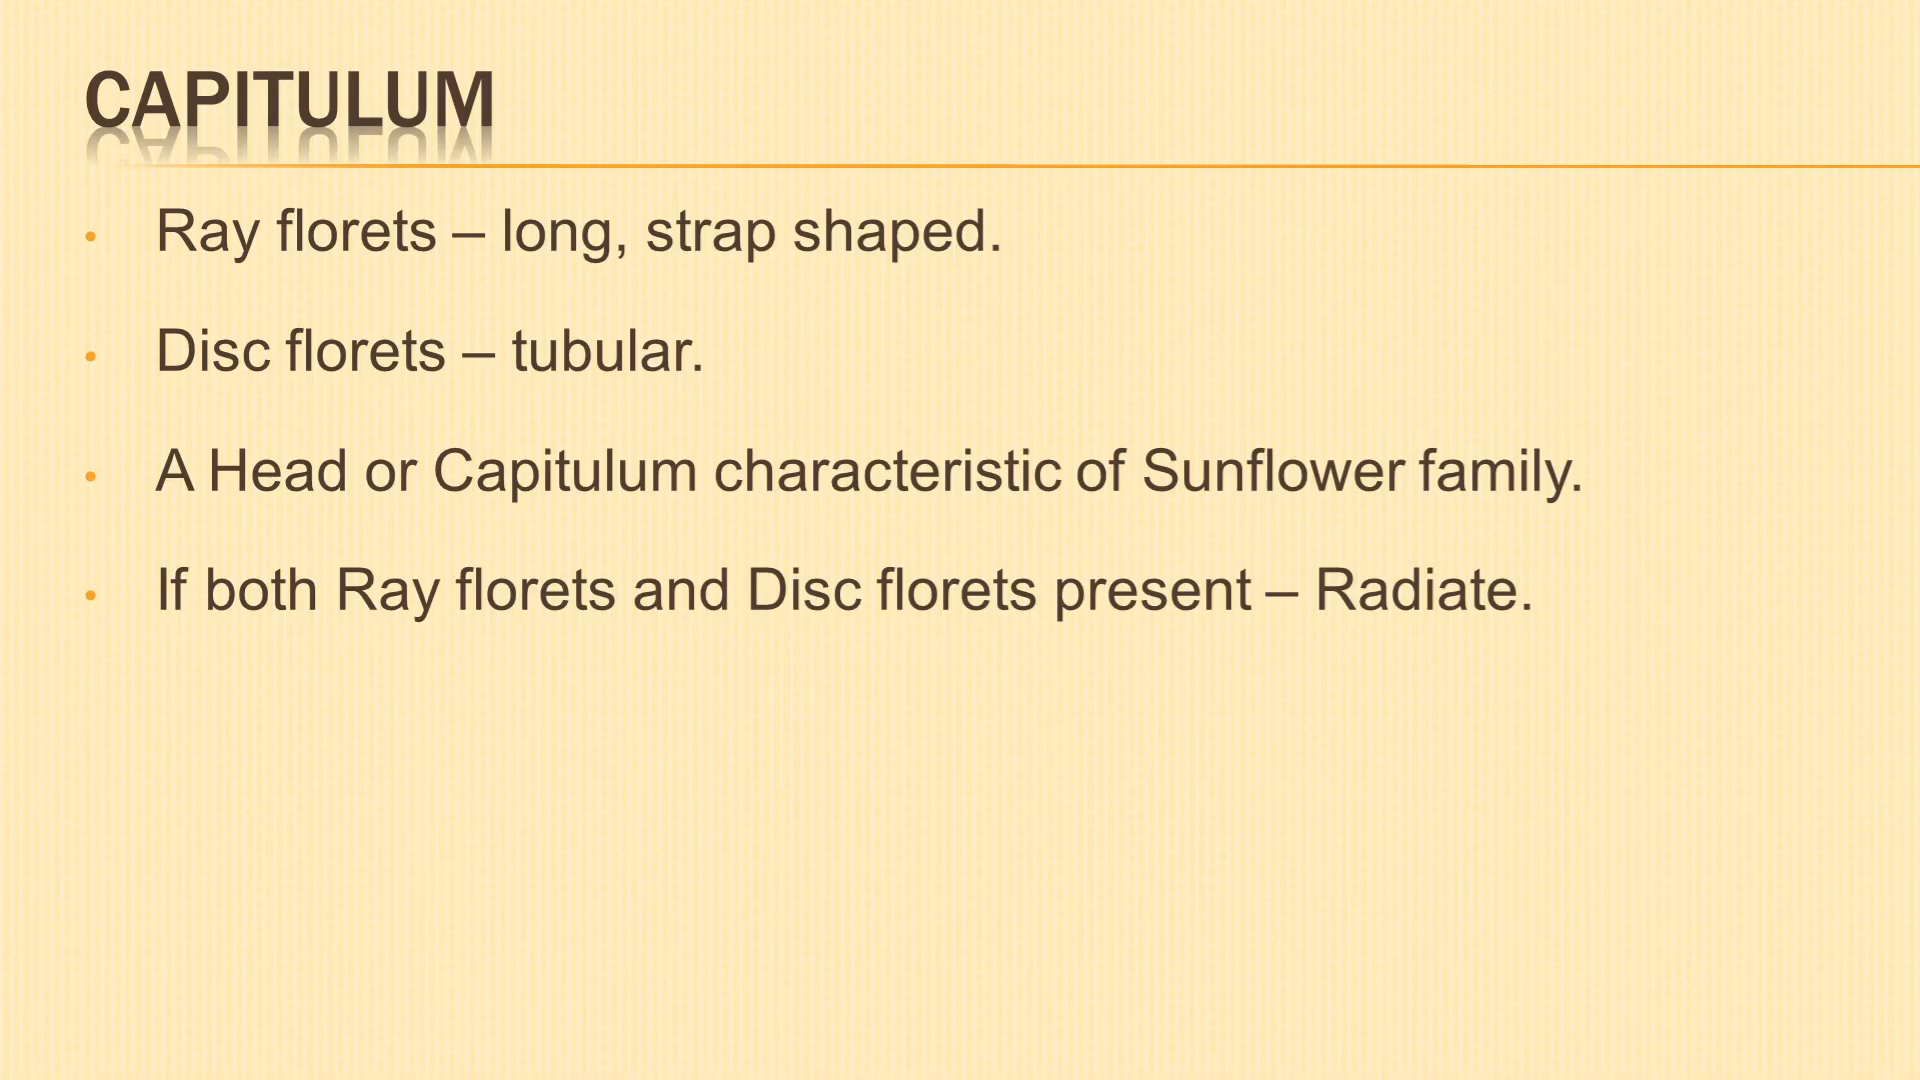 CAPITULUM
• Ray florets – long, strap shaped.
• Disc florets – tubular.
• A Head or Capitulum characteristic of Sunflower family.
• If both Ray florets and Disc florets present – Radiate.